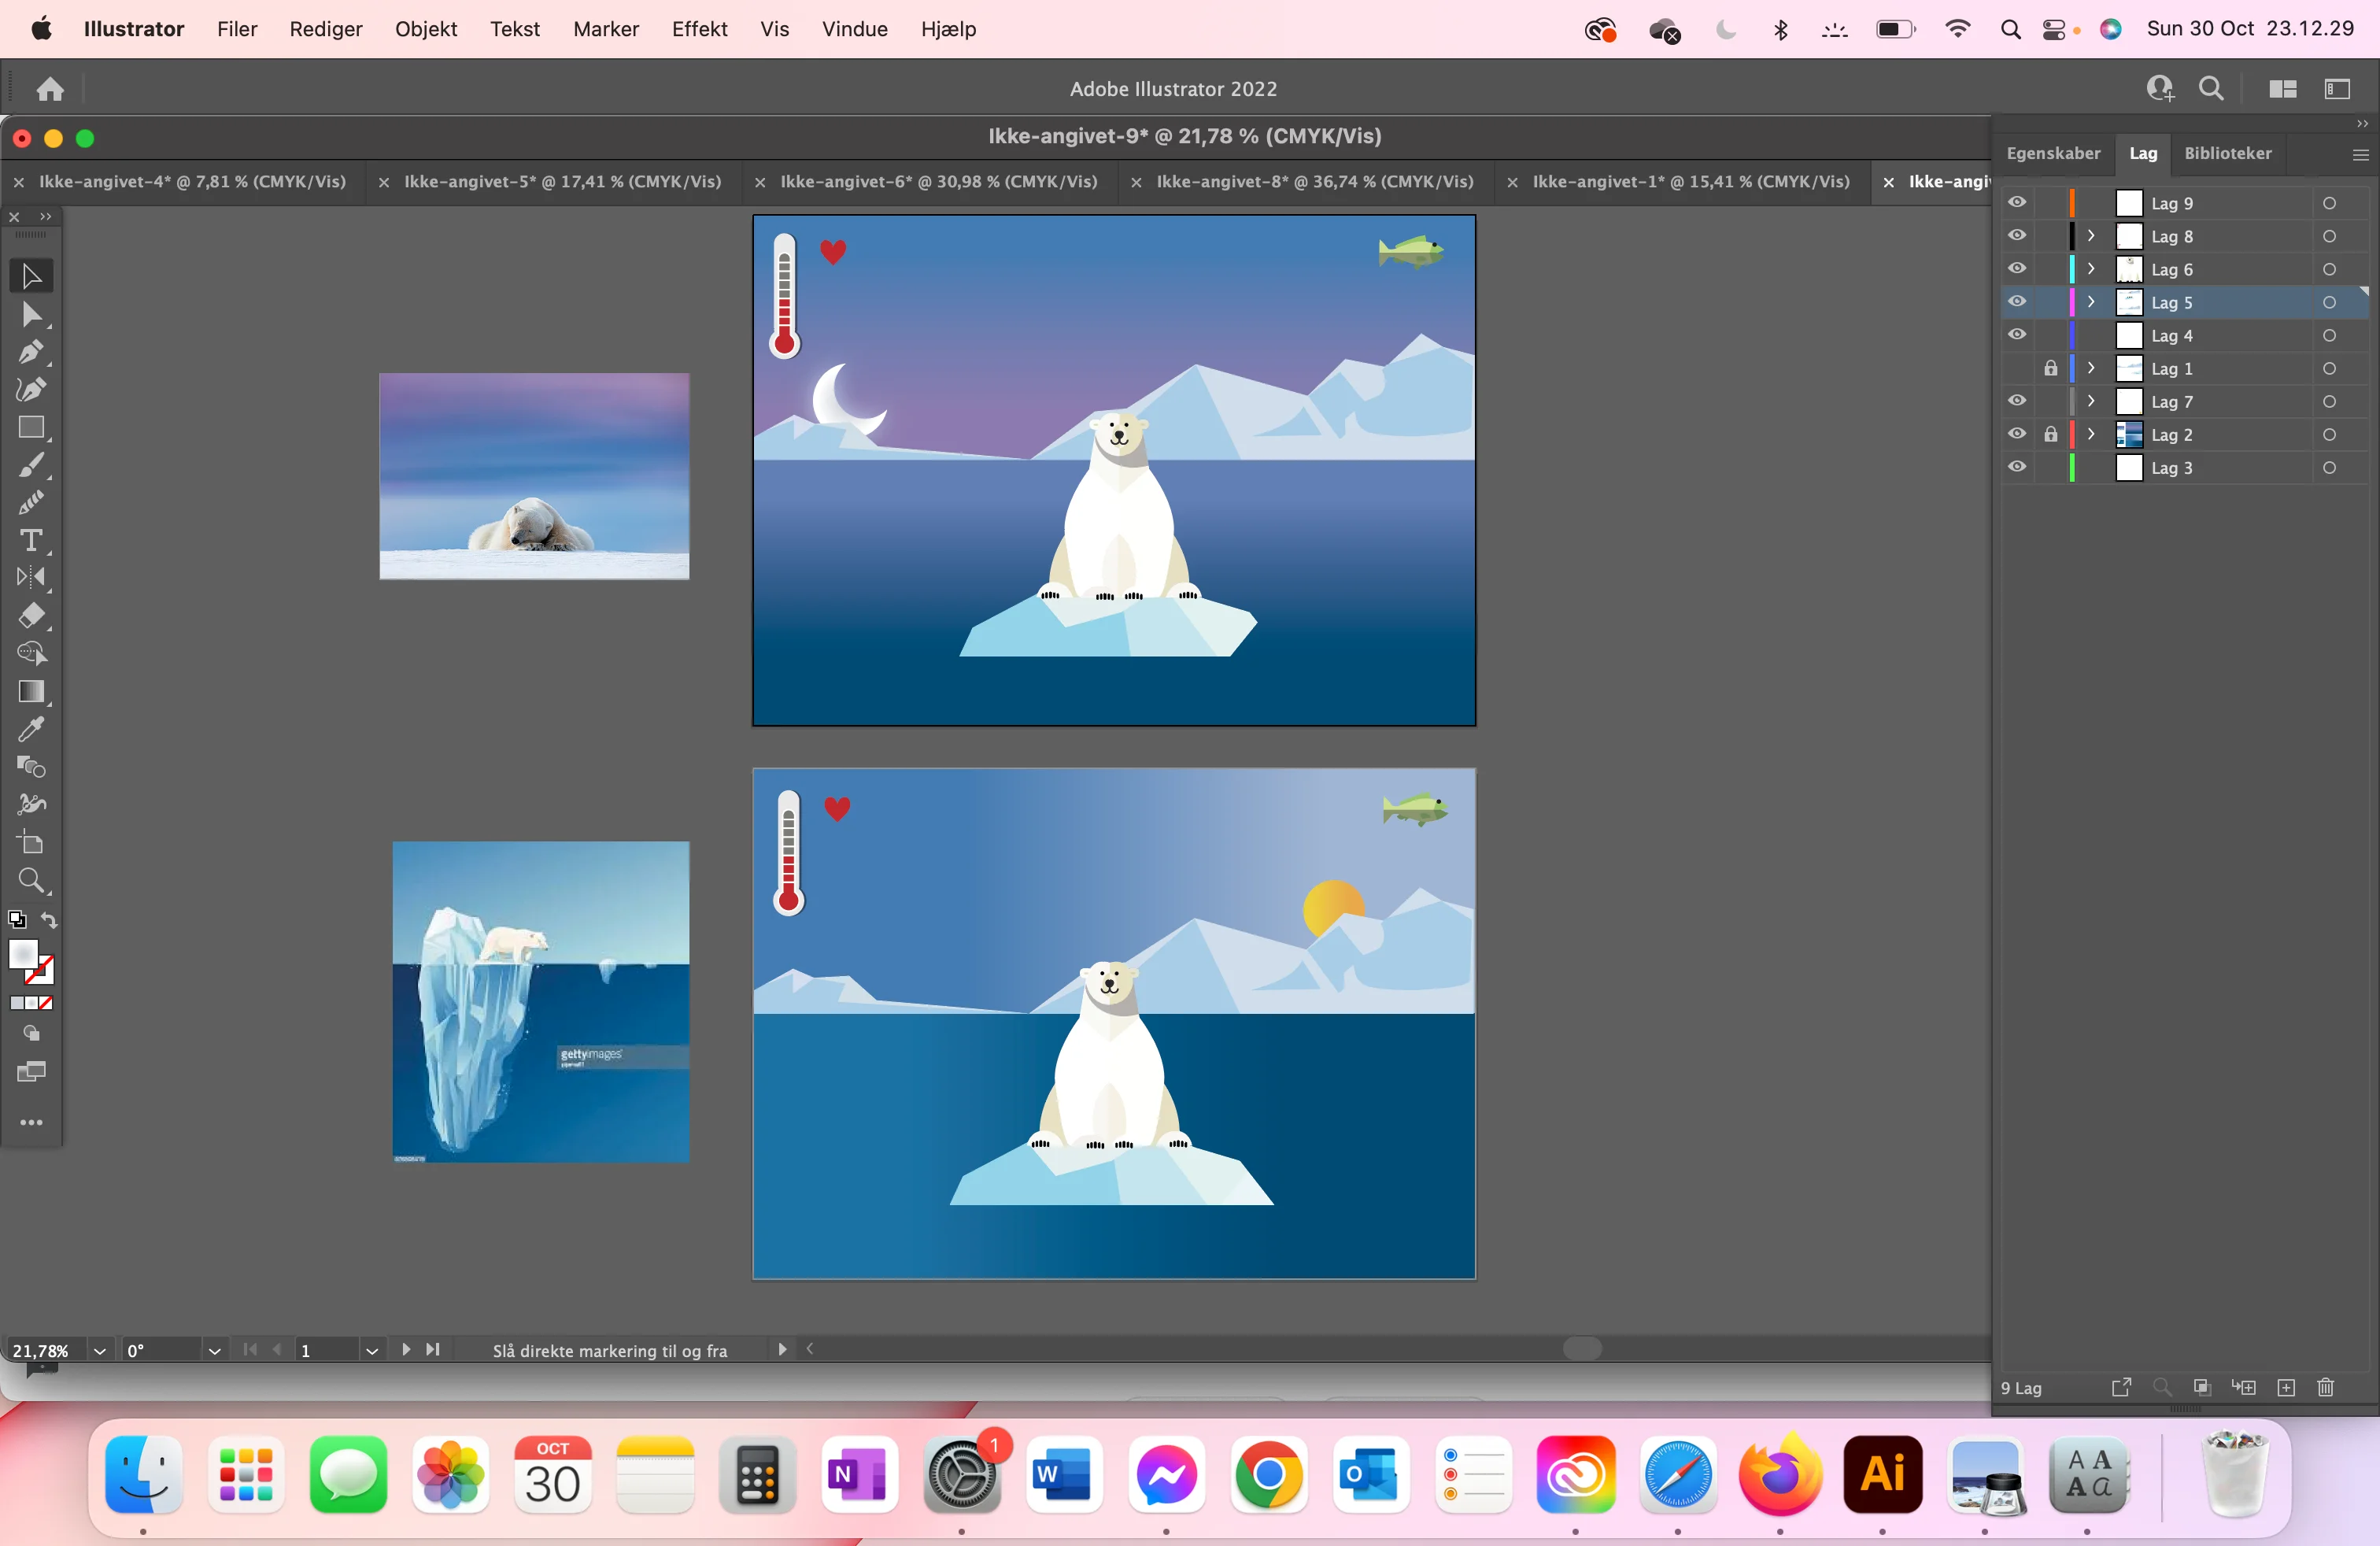 Illustrator Filer Rediger Objekt Tekst Marker Effekt Vis Vindue Hjælp Sun 30 Oct 23.12.29
Adobe Illustrator 2022
Ikke-angivet-9* @ 21,78 % (CMYK/Vis)
Ikke-angivet-4* @ 7,81 % (CMYK/Vis) Ikke-angivet-5* @ 17,41 % (CMYK/Vis) Ikke-angivet-6* @ 30,98 % (CMYK/Vis) Ikke-angivet-8* @ 36,74 % (CMYK/Vis) Ikke-angivet-1* @ 15,41 % (CMYK/Vis) Ikke-angiv
Egenskaber Lag Biblioteker
Lag 9
Lag 8
Lag 6
Lag 5
Lag 4
Lag 1
Lag 7
Lag 2
Lag 3
gettyimages
21,78% 0° 1 Slå direkte markering til og fra
9 Lag
OCT
30
N
1
W
O
Ai
A A
A a